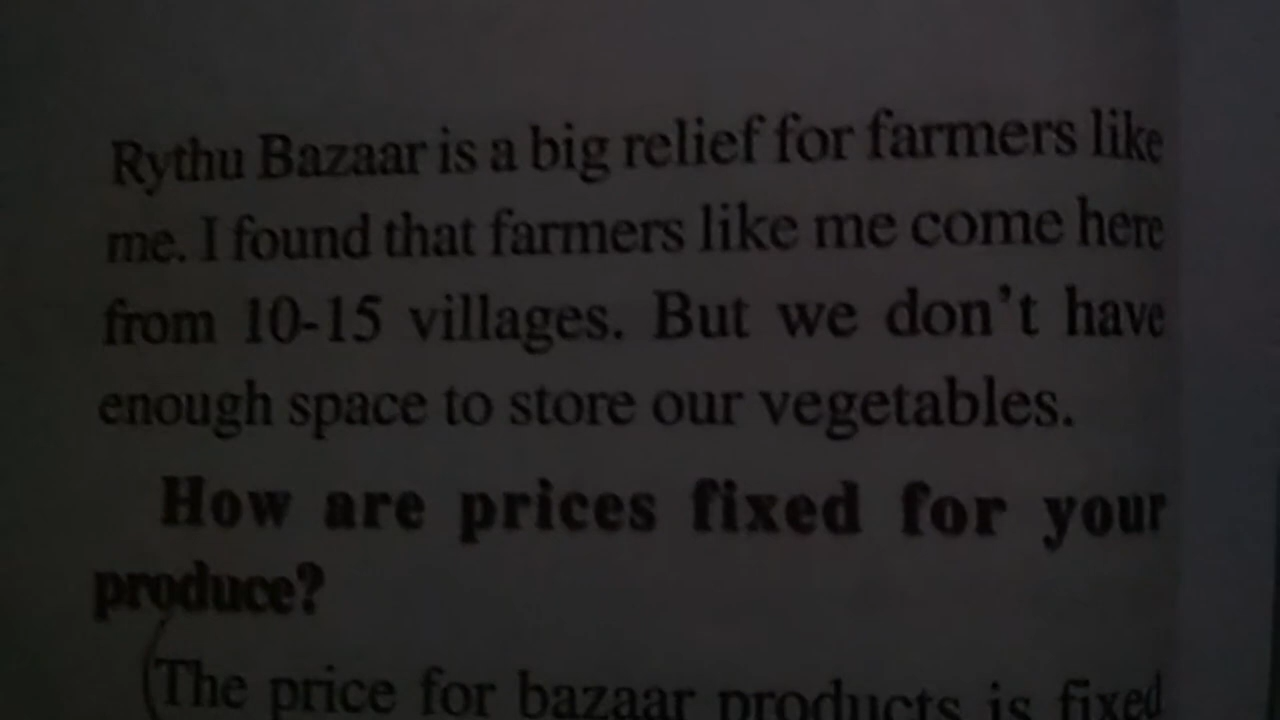 Rythu Bazaar is a big relief for farmers like
me. I found that farmers like me come here
from 10-15 villages. But we don't have
enough space to store our vegetables.
How are prices fixed for your
produce?
The price for bazaar products is fixed